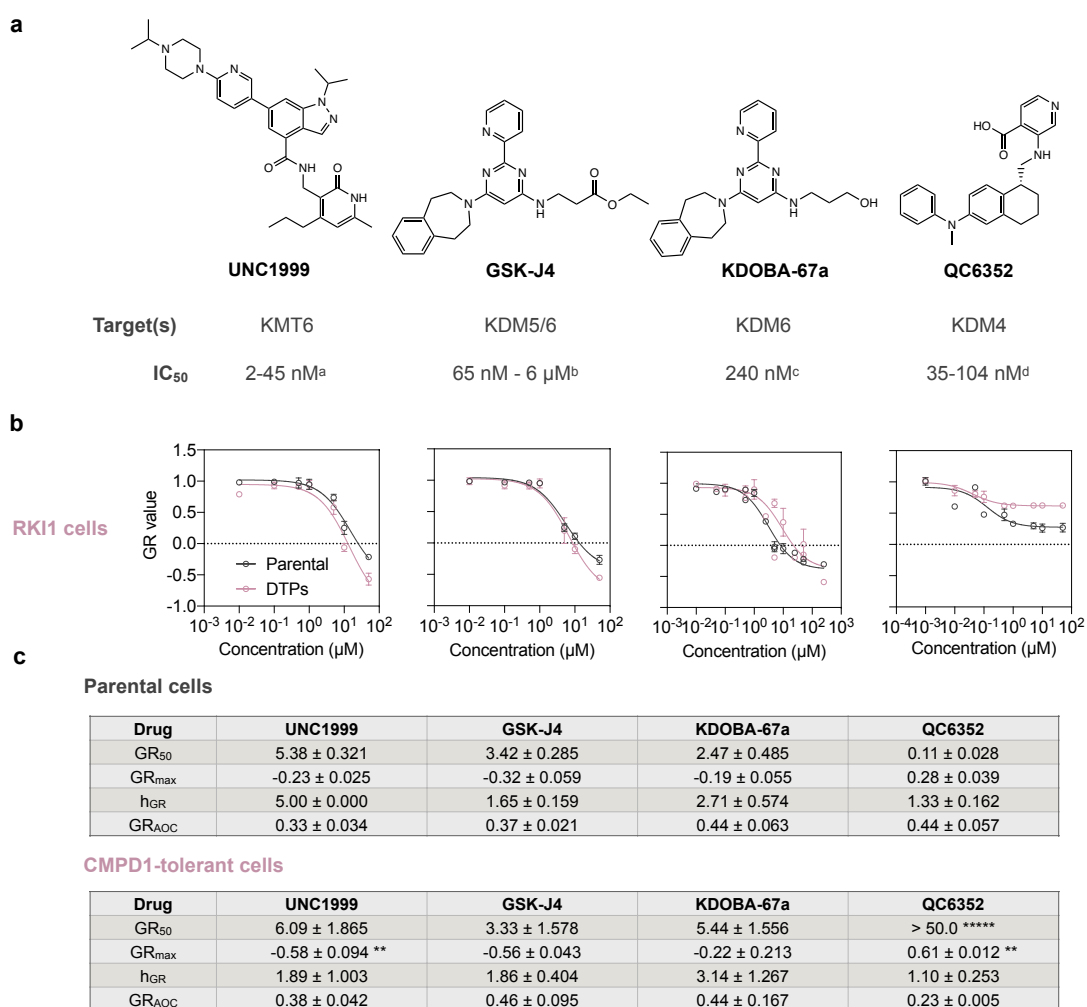 a
UNC1999
GSK-J4
KDOBA-67a
QC6352
Target(s)
KMT6
KDM5/6
KDM6
KDM4
IC50
2-45 nMᵃ
65 nM - 6 µMᵇ
240 nMᶜ
35-104 nMᵈ
b
RKI1 cells
GR value
1.5
1.0
0.5
0.0
-0.5
-1.0
Parental
DTPs
10-3 10-1 100 101 102
Concentration (µM)
10-3 10-2 10-1 100 101 102
Concentration (µM)
10-3 10-2 10-1 100 101 102 103
Concentration (µM)
10-4 10-3 10-2 10-1 100 101 102
Concentration (µM)
c
Parental cells
Drug UNC1999 GSK-J4 KDOBA-67a QC6352
GR50 5.38 ± 0.321 3.42 ± 0.285 2.47 ± 0.485 0.11 ± 0.028
GRmax -0.23 ± 0.025 -0.32 ± 0.059 -0.19 ± 0.055 0.28 ± 0.039
hGR 5.00 ± 0.000 1.65 ± 0.159 2.71 ± 0.574 1.33 ± 0.162
GRAOC 0.33 ± 0.034 0.37 ± 0.021 0.44 ± 0.063 0.44 ± 0.057
CMPD1-tolerant cells
Drug UNC1999 GSK-J4 KDOBA-67a QC6352
GR50 6.09 ± 1.865 3.33 ± 1.578 5.44 ± 1.556 > 50.0 *****
GRmax -0.58 ± 0.094 ** -0.56 ± 0.043 -0.22 ± 0.213 0.61 ± 0.012 **
hGR 1.89 ± 1.003 1.86 ± 0.404 3.14 ± 1.267 1.10 ± 0.253
GRAOC 0.38 ± 0.042 0.46 ± 0.095 0.44 ± 0.167 0.23 ± 0.005